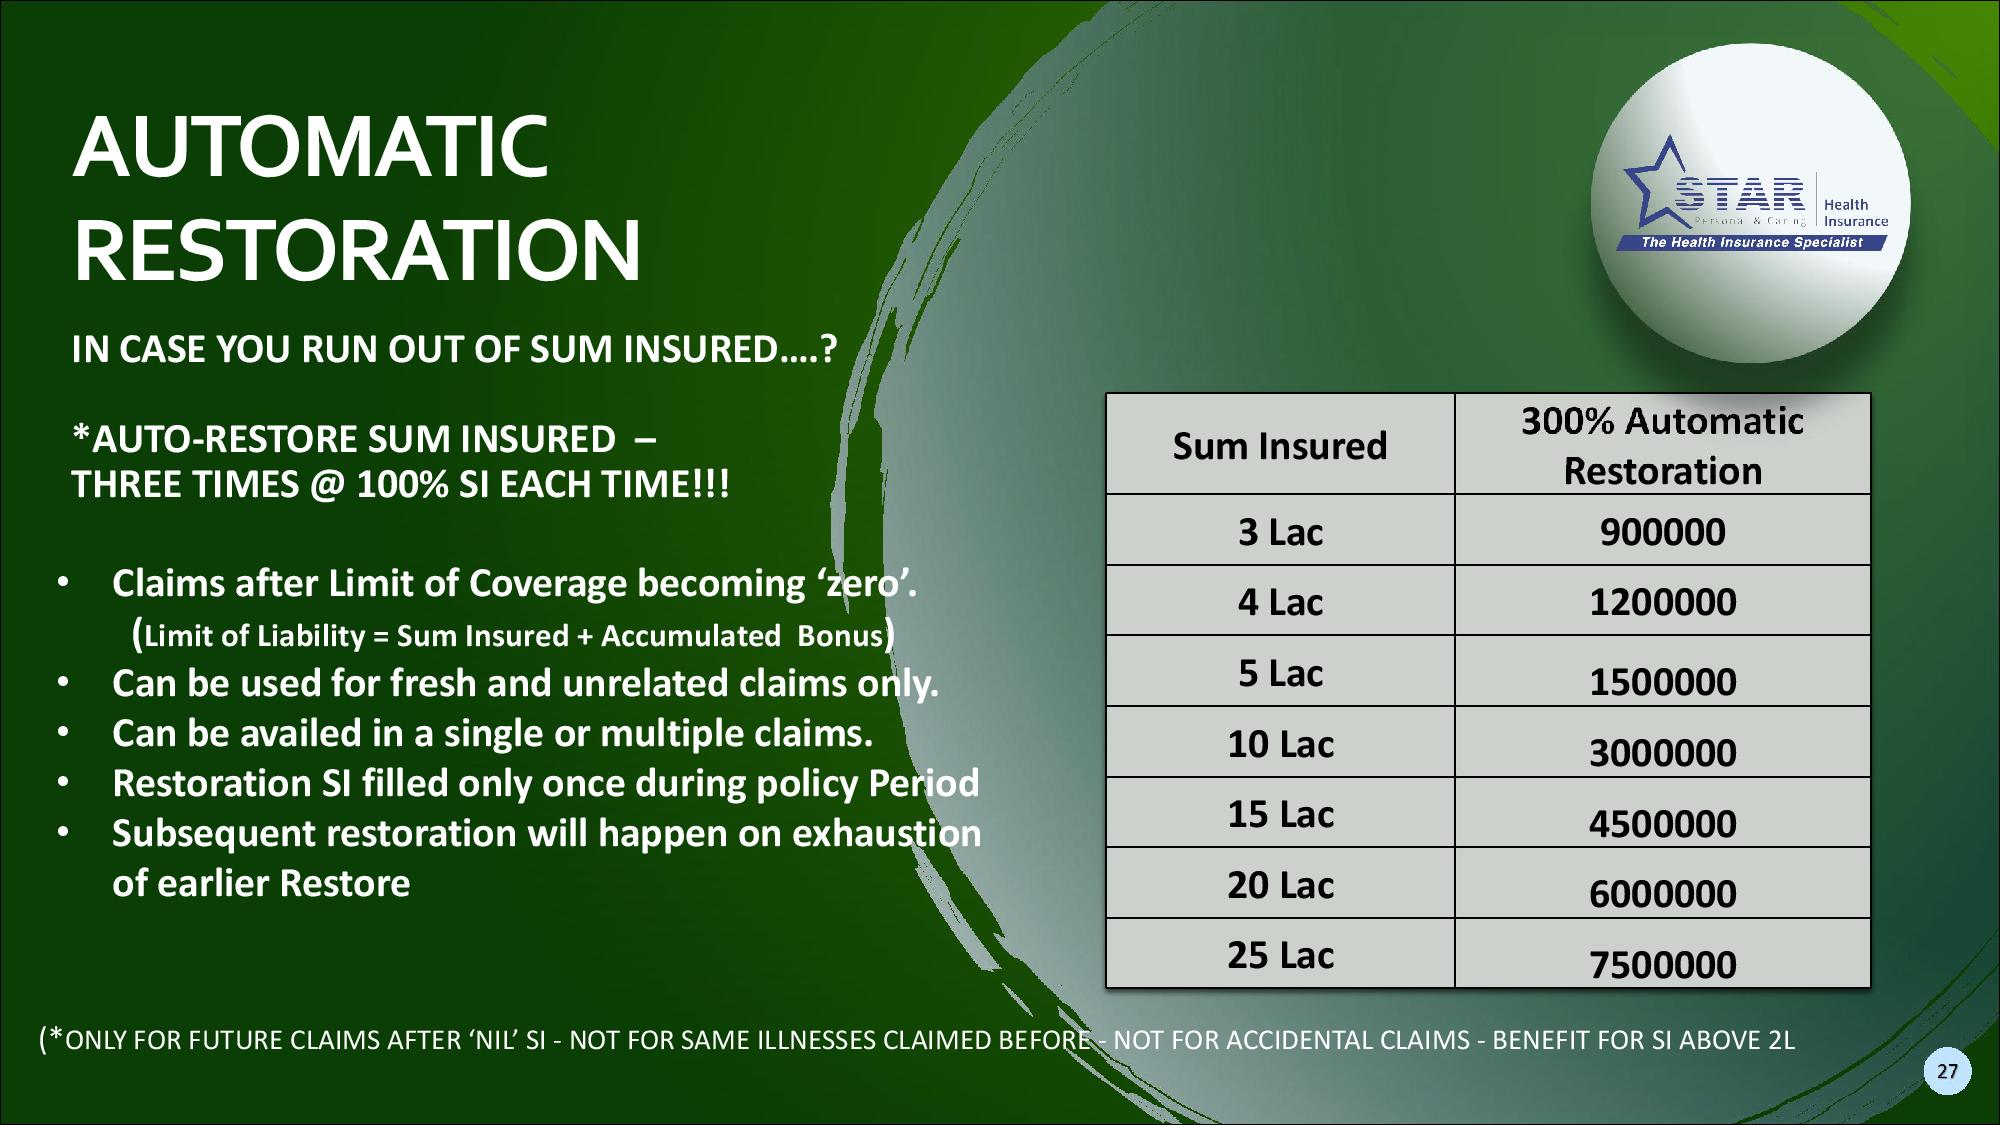 AUTOMATIC
RESTORATION
STAR
Personal & Caring
Health
Insurance
The Health Insurance Specialist
IN CASE YOU RUN OUT OF SUM INSURED....?
*AUTO-RESTORE SUM INSURED –
THREE TIMES @ 100% SI EACH TIME!!!
• Claims after Limit of Coverage becoming ‘zero’.
(Limit of Liability = Sum Insured + Accumulated Bonus)
• Can be used for fresh and unrelated claims only.
• Can be availed in a single or multiple claims.
• Restoration SI filled only once during policy Period
• Subsequent restoration will happen on exhaustion
of earlier Restore
Sum Insured 300% Automatic
Restoration
3 Lac 900000
4 Lac 1200000
5 Lac 1500000
10 Lac 3000000
15 Lac 4500000
20 Lac 6000000
25 Lac 7500000
(*ONLY FOR FUTURE CLAIMS AFTER ‘NIL’ SI - NOT FOR SAME ILLNESSES CLAIMED BEFORE - NOT FOR ACCIDENTAL CLAIMS - BENEFIT FOR SI ABOVE 2L
27